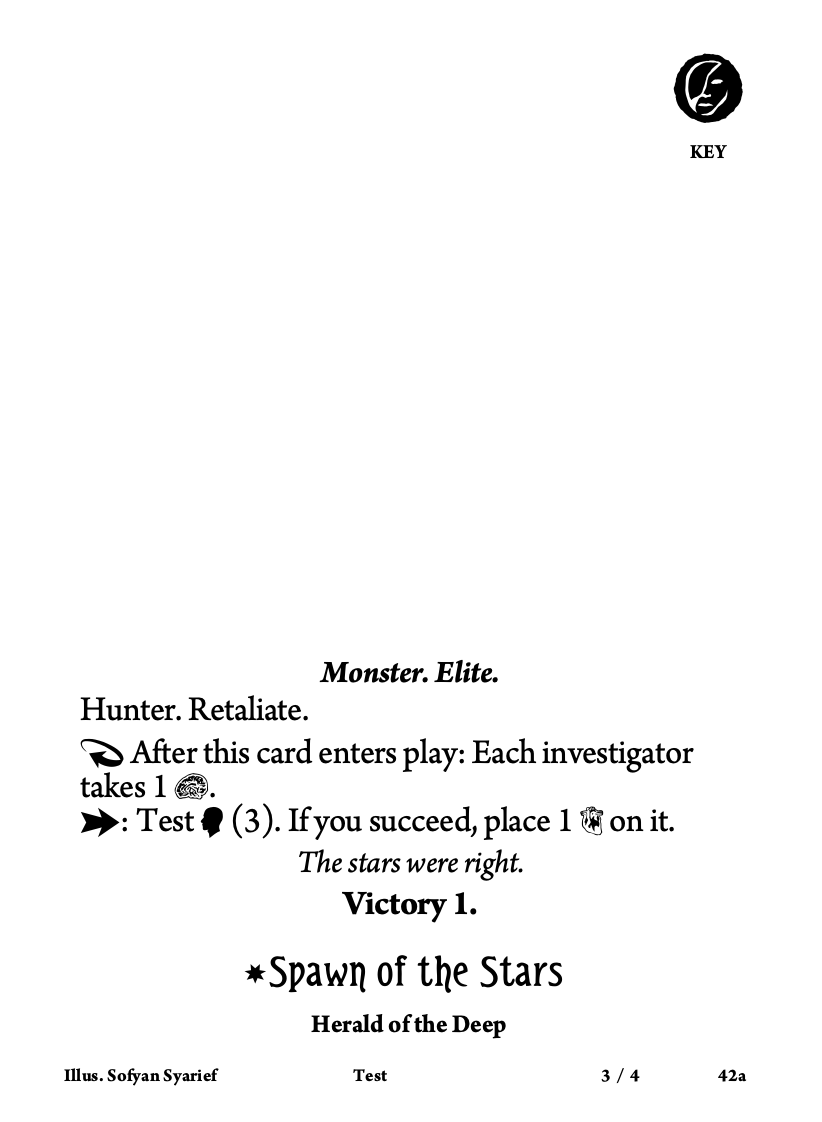 KEY
Monster. Elite.
Hunter. Retaliate.
After this card enters play: Each investigator
takes 1 .
: Test (3). If you succeed, place 1 on it.
The stars were right.
Victory 1.
Spawn of the Stars
Herald of the Deep
Illus. Sofyan Syarief Test 3 / 4 42a